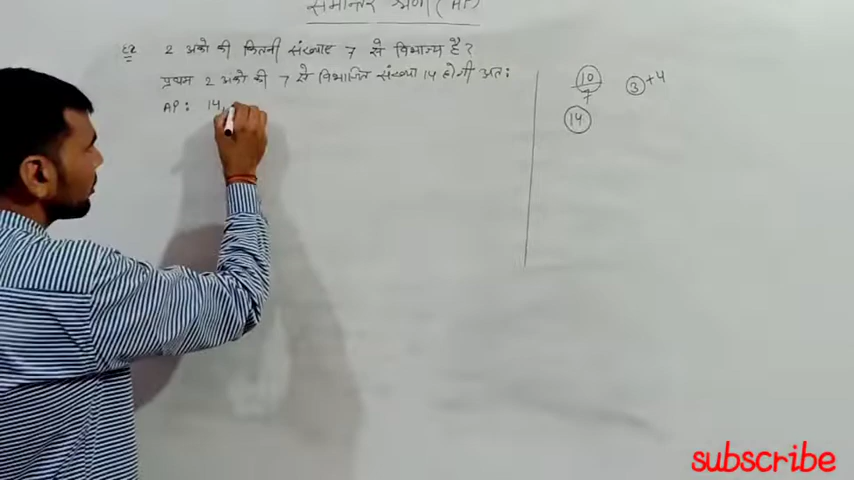 समान्तर श्रेणी (AP)
Ex 2 अंको की कितनी संख्याए 7 से विभाज्य है?
प्रथम 2 अंको की 7 से विभाजित संख्या 14 होगी अत:
AP: 14,
10 3 +4
7
14
subscribe